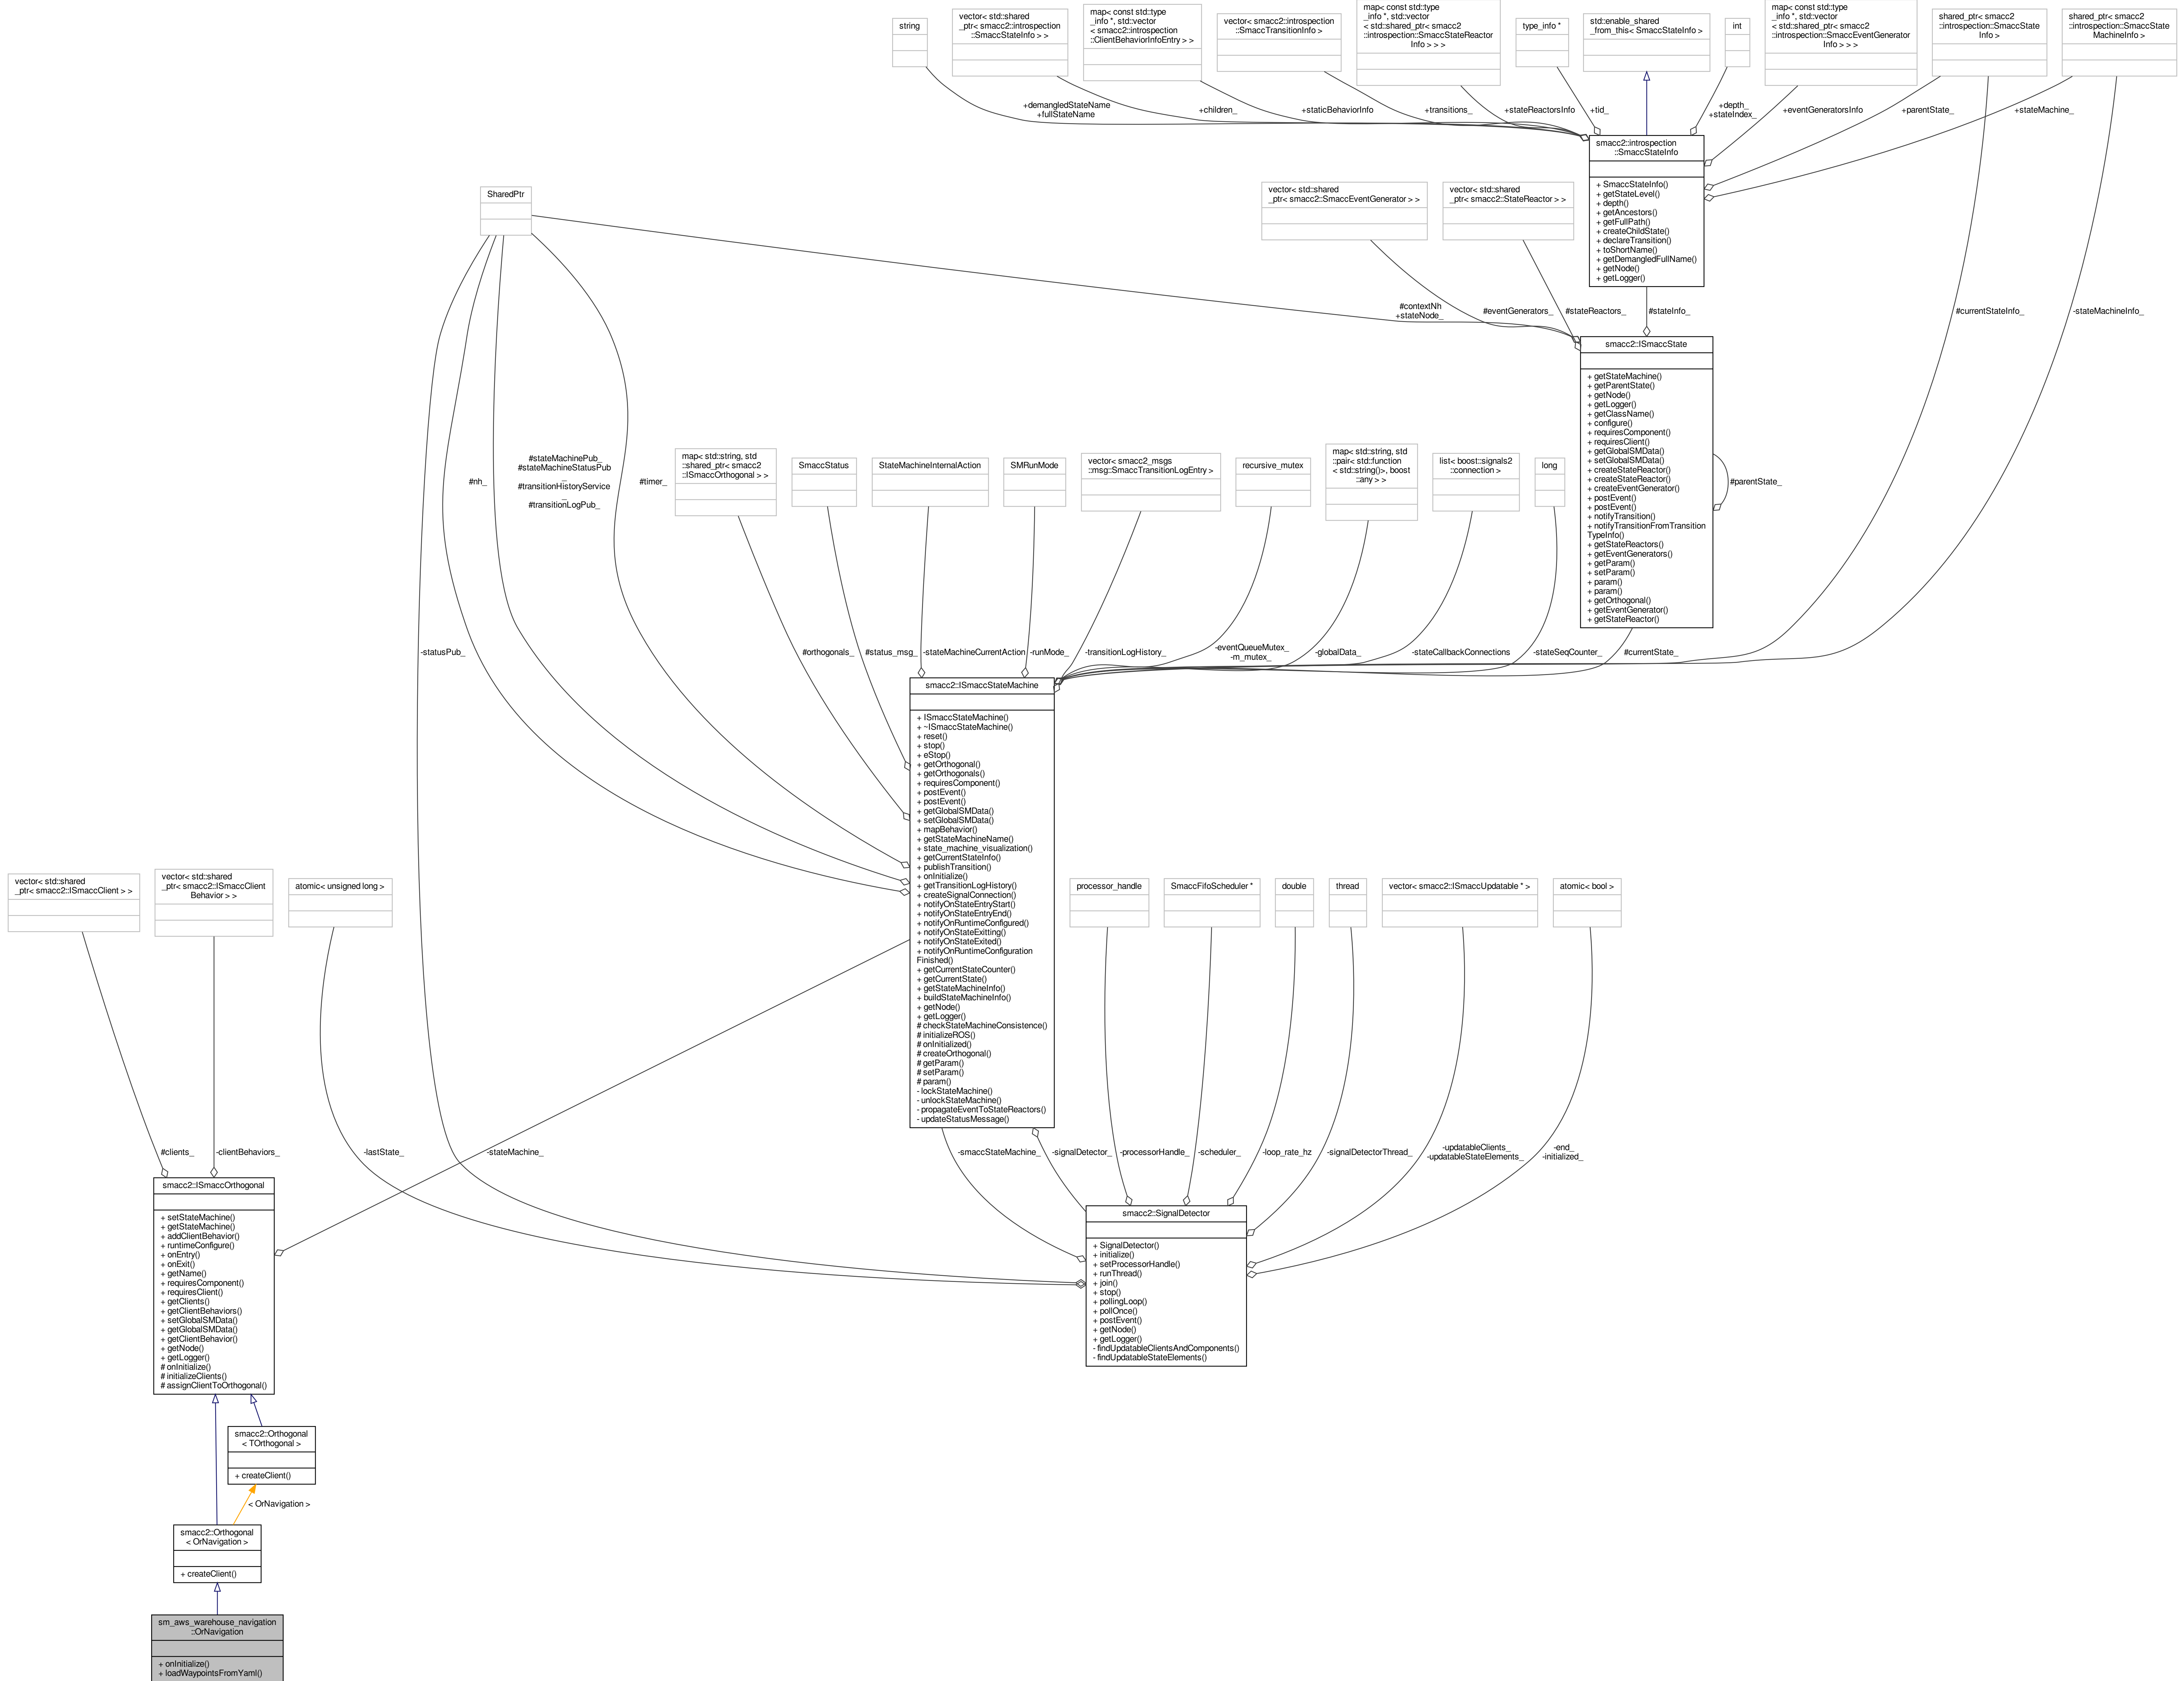 string
vector< std::shared
_ptr< smacc2::introspection
::SmaccStateInfo > >
map< const std::type
_info *, std::vector
< smacc2::introspection
::ClientBehaviorInfoEntry > >
vector< smacc2::introspection
::SmaccTransitionInfo >
map< const std::type
_info *, std::vector
< std::shared_ptr< smacc2
::introspection::SmaccStateReactor
Info > > >
type_info *
std::enable_shared
_from_this< SmaccStateInfo >
int
map< const std::type
_info *, std::vector
< std::shared_ptr< smacc2
::introspection::SmaccEventGenerator
Info > > >
shared_ptr< smacc2
::introspection::SmaccState
Info >
shared_ptr< smacc2
::introspection::SmaccState
MachineInfo >
+demangledStateName
+fullStateName
+children_
+staticBehaviorInfo
+transitions_
+stateReactorsInfo
+tid_
+depth_
+stateIndex_
+eventGeneratorsInfo
+parentState_
+stateMachine_
smacc2::introspection
::SmaccStateInfo
+ SmaccStateInfo()
+ getStateLevel()
+ depth()
+ getAncestors()
+ getFullPath()
+ createChildState()
+ declareTransition()
+ toShortName()
+ getDemangledFullName()
+ getNode()
+ getLogger()
SharedPtr
vector< std::shared
_ptr< smacc2::SmaccEventGenerator > >
vector< std::shared
_ptr< smacc2::StateReactor > >
#contextNh
+stateNode_
#eventGenerators_
#stateReactors_
#stateInfo_
#currentStateInfo_
-stateMachineInfo_
smacc2::ISmaccState
+ getStateMachine()
+ getParentState()
+ getNode()
+ getLogger()
+ getClassName()
+ configure()
+ requiresComponent()
+ requiresClient()
+ getGlobalSMData()
+ setGlobalSMData()
+ createStateReactor()
+ createStateReactor()
+ createEventGenerator()
+ postEvent()
+ postEvent()
+ notifyTransition()
+ notifyTransitionFromTransition
TypeInfo()
+ getStateReactors()
+ getEventGenerators()
+ getParam()
+ setParam()
+ param()
+ param()
+ getOrthogonal()
+ getEventGenerator()
+ getStateReactor()
#parentState_
#nh_
#stateMachinePub_
#stateMachineStatusPub
_
#transitionHistoryService
_
#transitionLogPub_
#timer_
map< std::string, std
::shared_ptr< smacc2
::ISmaccOrthogonal > >
SmaccStatus
StateMachineInternalAction
SMRunMode
vector< smacc2_msgs
::msg::SmaccTransitionLogEntry >
recursive_mutex
map< std::string, std
::pair< std::function
< std::string()>, boost
::any > >
list< boost::signals2
::connection >
long
-statusPub_
#orthogonals_
#status_msg_
-stateMachineCurrentAction
-runMode_
-transitionLogHistory_
-eventQueueMutex_
-m_mutex_
-globalData_
-stateCallbackConnections
-stateSeqCounter_
#currentState_
smacc2::ISmaccStateMachine
+ ISmaccStateMachine()
+ ~ISmaccStateMachine()
+ reset()
+ stop()
+ eStop()
+ getOrthogonal()
+ getOrthogonals()
+ requiresComponent()
+ postEvent()
+ postEvent()
+ getGlobalSMData()
+ setGlobalSMData()
+ mapBehavior()
+ getStateMachineName()
+ state_machine_visualization()
+ getCurrentStateInfo()
+ publishTransition()
+ onInitialize()
+ getTransitionLogHistory()
+ createSignalConnection()
+ notifyOnStateEntryStart()
+ notifyOnStateEntryEnd()
+ notifyOnRuntimeConfigured()
+ notifyOnStateExitting()
+ notifyOnStateExited()
+ notifyOnRuntimeConfiguration
Finished()
+ getCurrentStateCounter()
+ getCurrentState()
+ getStateMachineInfo()
+ buildStateMachineInfo()
+ getNode()
+ getLogger()
# checkStateMachineConsistence()
# initializeROS()
# onInitialized()
# createOrthogonal()
# getParam()
# setParam()
# param()
- lockStateMachine()
- unlockStateMachine()
- propagateEventToStateReactors()
- updateStatusMessage()
vector< std::shared
_ptr< smacc2::ISmaccClient > >
vector< std::shared
_ptr< smacc2::ISmaccClient
Behavior > >
atomic< unsigned long >
processor_handle
SmaccFifoScheduler *
double
thread
vector< smacc2::ISmaccUpdatable * >
atomic< bool >
#clients_
-clientBehaviors_
-lastState_
-stateMachine_
-smaccStateMachine_
-signalDetector_
-processorHandle_
-scheduler_
-loop_rate_hz
-signalDetectorThread_
-updatableClients_
-updatableStateElements_
-end_
-initialized_
smacc2::ISmaccOrthogonal
+ setStateMachine()
+ getStateMachine()
+ addClientBehavior()
+ runtimeConfigure()
+ onEntry()
+ onExit()
+ getName()
+ requiresComponent()
+ requiresClient()
+ getClients()
+ getClientBehaviors()
+ setGlobalSMData()
+ getGlobalSMData()
+ getClientBehavior()
+ getNode()
+ getLogger()
# onInitialize()
# initializeClients()
# assignClientToOrthogonal()
smacc2::SignalDetector
+ SignalDetector()
+ initialize()
+ setProcessorHandle()
+ runThread()
+ join()
+ stop()
+ pollingLoop()
+ pollOnce()
+ postEvent()
+ getNode()
+ getLogger()
- findUpdatableClientsAndComponents()
- findUpdatableStateElements()
smacc2::Orthogonal
< TOrthogonal >
+ createClient()
< OrNavigation >
smacc2::Orthogonal
< OrNavigation >
+ createClient()
sm_aws_warehouse_navigation
::OrNavigation
+ onInitialize()
+ loadWaypointsFromYaml()